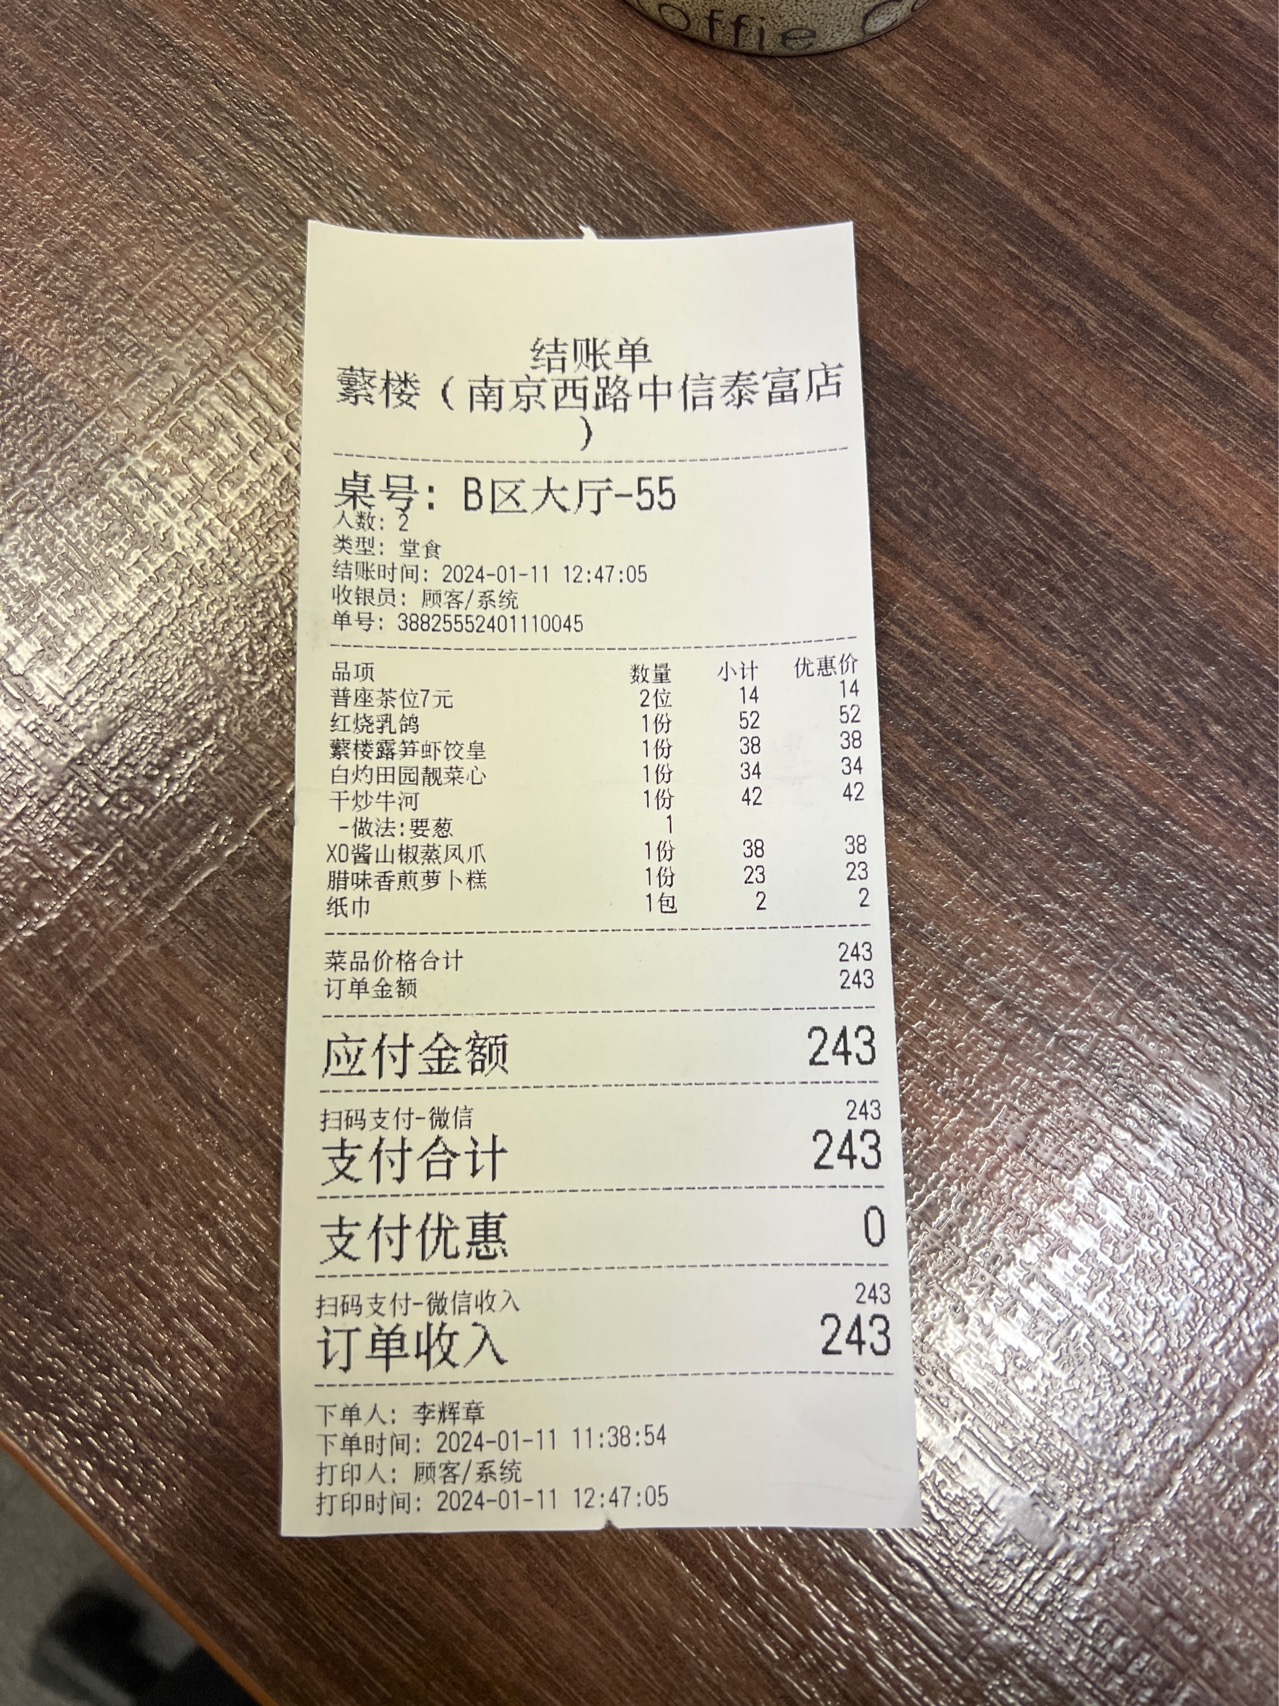 offie C
结账单
蘩楼（南京西路中信泰富店
）
桌号: B区大厅-55
人数: 2
类型: 堂食
结账时间: 2024-01-11 12:47:05
收银员: 顾客/系统
单号: 38825552401110045
品项 数量 小计 优惠价
普座茶位7元 2位 14 14
红烧乳鸽 1份 52 52
蘩楼露笋虾饺皇 1份 38 38
白灼田园靓菜心 1份 34 34
干炒牛河 1份 42 42
-做法:要葱 1
XO酱山椒蒸凤爪 1份 38 38
腊味香煎萝卜糕 1份 23 23
纸巾 1包 2 2
菜品价格合计 243
订单金额 243
应付金额 243
扫码支付-微信 243
支付合计 243
支付优惠 0
扫码支付-微信收入 243
订单收入 243
下单人: 李辉章
下单时间: 2024-01-11 11:38:54
打印人: 顾客/系统
打印时间: 2024-01-11 12:47:05